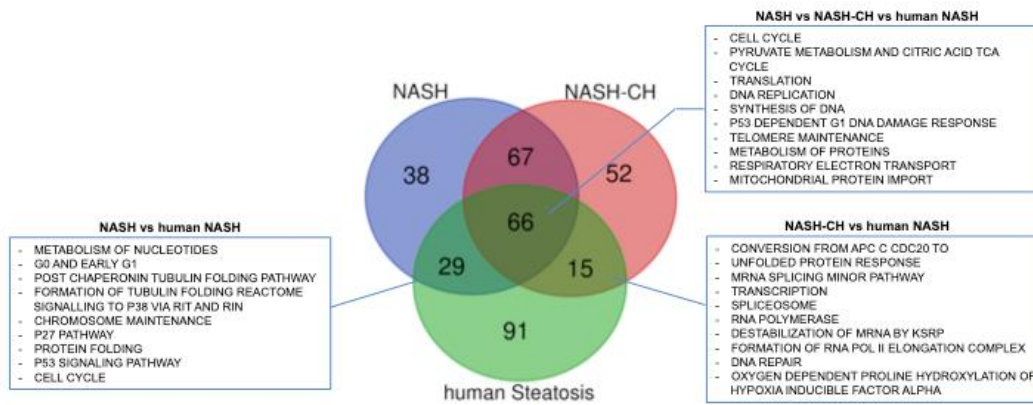 NASH vs NASH-CH vs human NASH
- CELL CYCLE
- PYRUVATE METABOLISM AND CITRIC ACID TCA
CYCLE
- TRANSLATION
- DNA REPLICATION
- SYNTHESIS OF DNA
- P53 DEPENDENT G1 DNA DAMAGE RESPONSE
- TELOMERE MAINTENANCE
- METABOLISM OF PROTEINS
- RESPIRATORY ELECTRON TRANSPORT
- MITOCHONDRIAL PROTEIN IMPORT
NASH
NASH-CH
38
67
52
66
29
15
91
human Steatosis
NASH vs human NASH
- METABOLISM OF NUCLEOTIDES
- G0 AND EARLY G1
- POST CHAPERONIN TUBULIN FOLDING PATHWAY
- FORMATION OF TUBULIN FOLDING REACTOME
SIGNALLING TO P38 VIA RIT AND RIN
- CHROMOSOME MAINTENANCE
- P27 PATHWAY
- PROTEIN FOLDING
- P53 SIGNALING PATHWAY
- CELL CYCLE
NASH-CH vs human NASH
- CONVERSION FROM APC C CDC20 TO
- UNFOLDED PROTEIN RESPONSE
- MRNA SPLICING MINOR PATHWAY
- TRANSCRIPTION
- SPLICEOSOME
- RNA POLYMERASE
- DESTABILIZATION OF MRNA BY KSRP
- FORMATION OF RNA POL II ELONGATION COMPLEX
- DNA REPAIR
- OXYGEN DEPENDENT PROLINE HYDROXYLATION OF
HYPOXIA INDUCIBLE FACTOR ALPHA